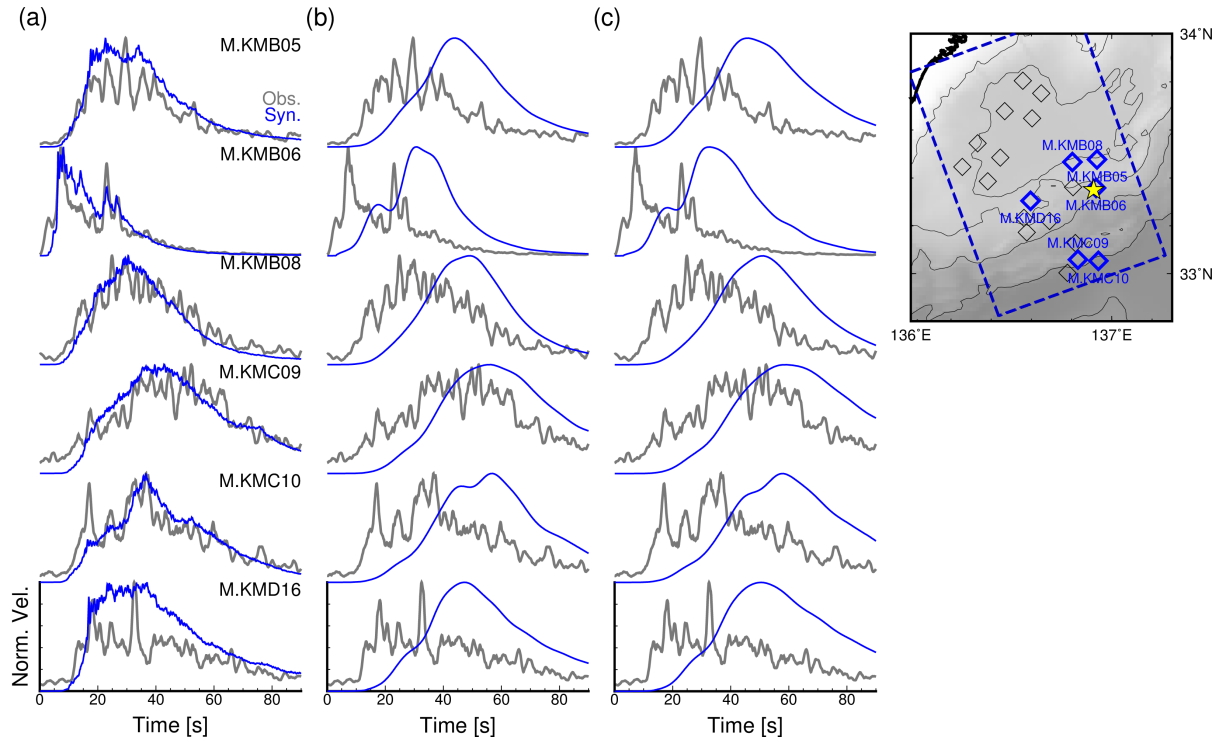 (a)
(b)
(c)
M.KMB05
Obs.
Syn.
M.KMB06
M.KMB08
M.KMC09
M.KMC10
M.KMD16
Norm. Vel.
0 20 40 60 80
0 20 40 60 80
0 20 40 60 80
Time [s]
Time [s]
Time [s]
34°N
M.KMB08
M.KMB05
M.KMB06
M.KMD16
M.KMC09
M.KMC10
33°N
136°E
137°E